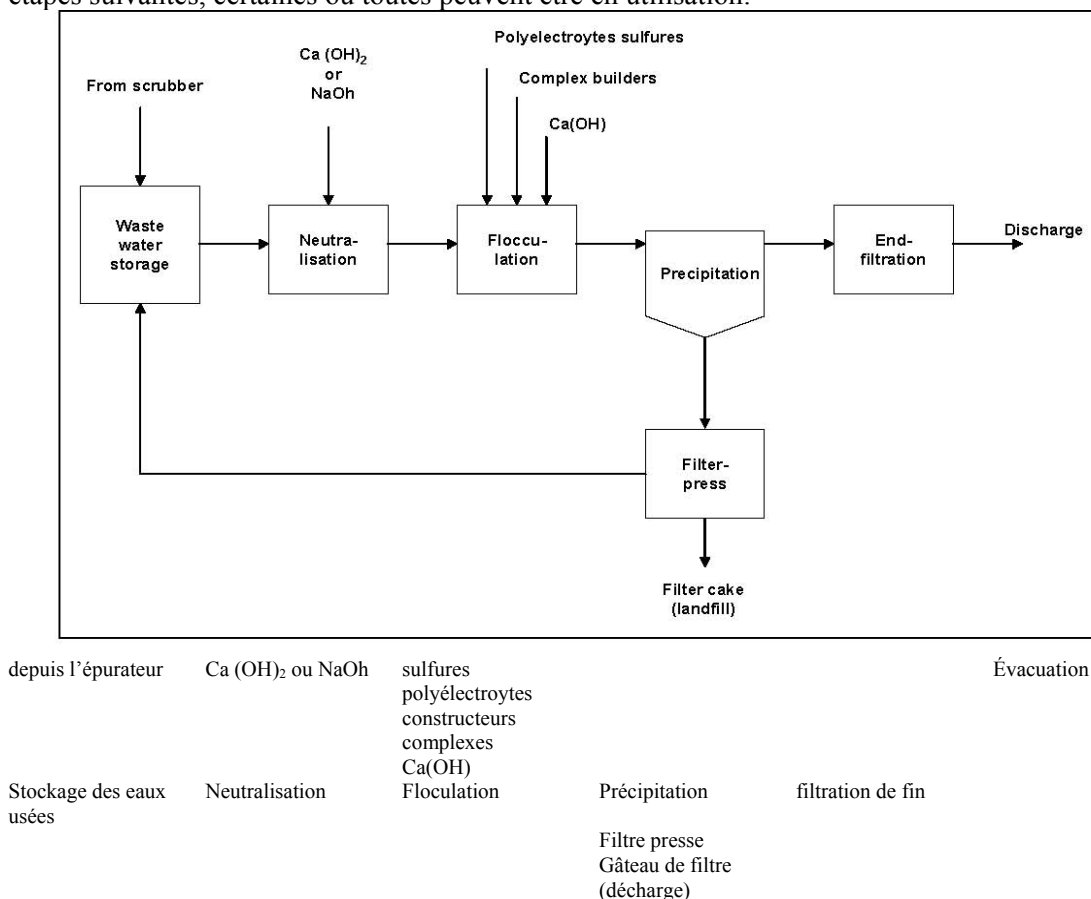 étapes suivantes, certaines ou toutes peuvent être en utilisation.
Polyelectroytes sulfures
Ca (OH)2
or
NaOh
Complex builders
From scrubber
Ca(OH)
Waste
water
storage
Neutra-
lisation
Floccu-
lation
Precipitation
End-
filtration
Discharge
Filter-
press
Filter cake
(landfill)
depuis l'épurateur
Ca (OH)2 ou NaOh
sulfures
polyélectroytes
constructeurs
complexes
Ca(OH)
Évacuation
Stockage des eaux
usées
Neutralisation
Floculation
Précipitation
filtration de fin
Filtre presse
Gâteau de filtre
(décharge)